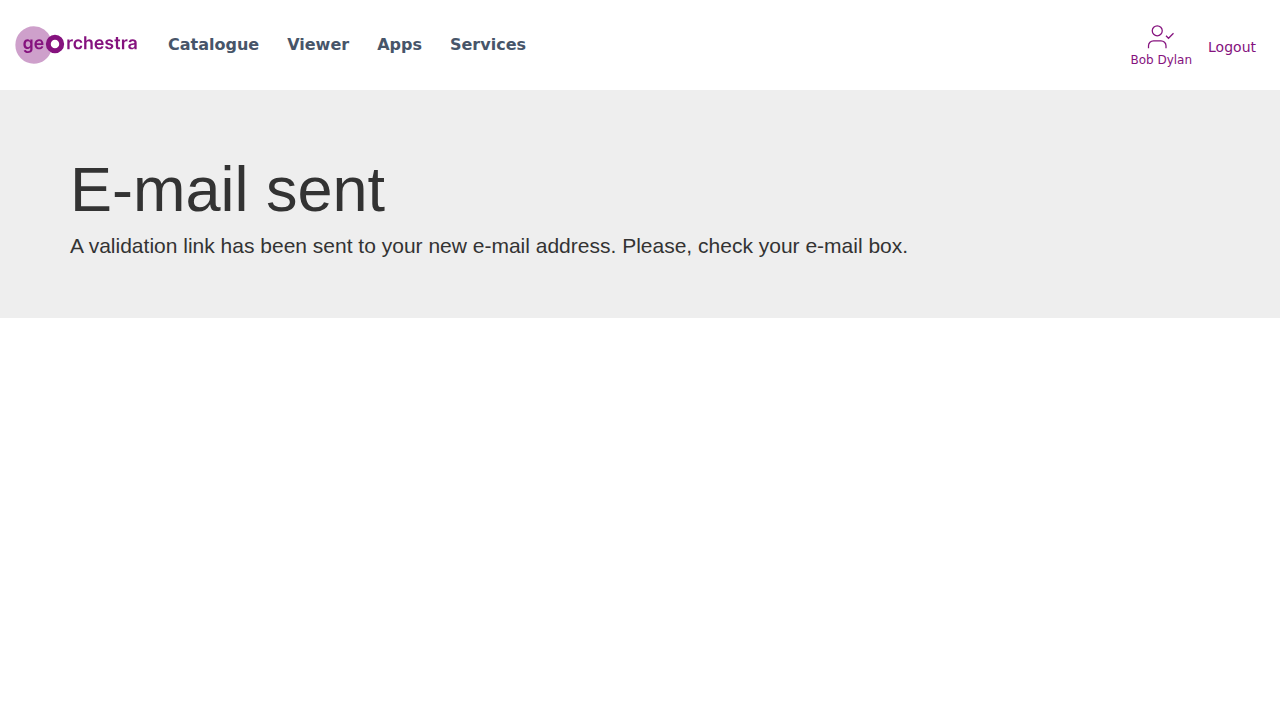 georchestra
Catalogue
Viewer
Apps
Services
Bob Dylan
Logout
E-mail sent
A validation link has been sent to your new e-mail address. Please, check your e-mail box.